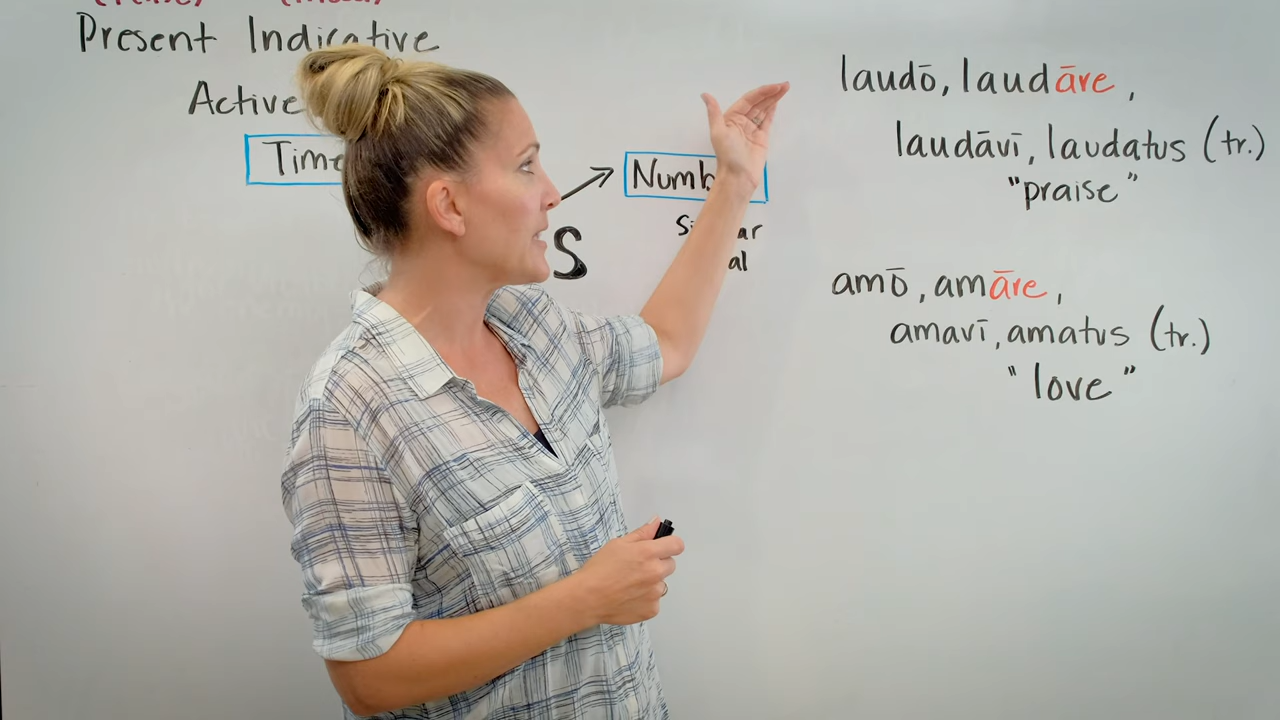 Present Indicative
Active
laudō, laudāre,
laudāvī, laudatus (tr.)
"praise"
amō, amāre,
amavī, amatus (tr.)
"love"
S